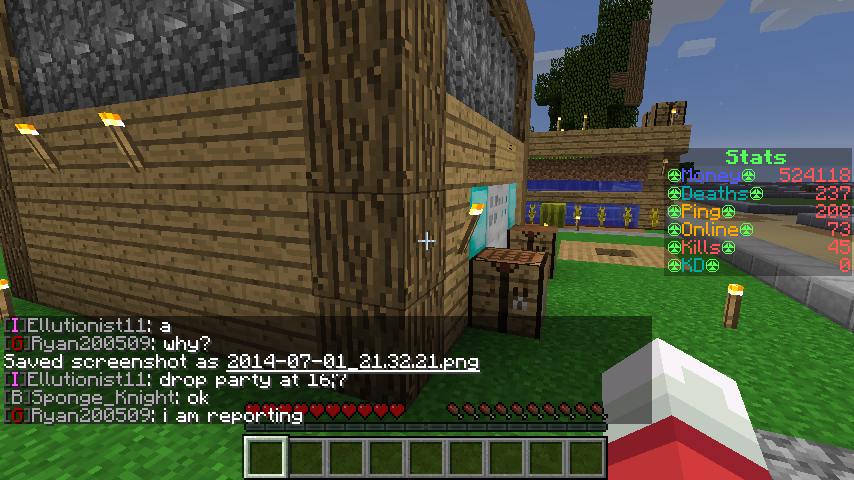 Stats
Money 524118
Deaths 237
Ping 208
Online 73
Kills 45
KD 0
[I]Ellutionist11: a
[G]Ryan200509: why?
Saved screenshot as 2014-07-01_21.32.21.png
[I]Ellutionist11: drop party at 16;7
[B]Sponge_Knight: ok
[G]Ryan200509: i am reporting